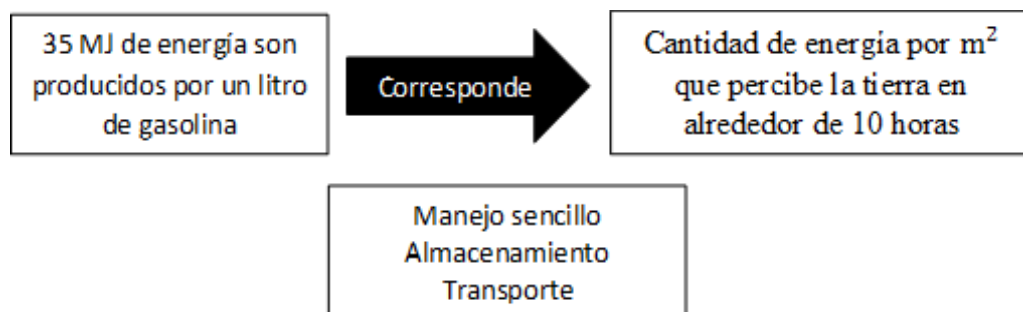 35 MJ de energía son
producidos por un litro
de gasolina
Corresponde
Cantidad de energía por m²
que percibe la tierra en
alrededor de 10 horas
Manejo sencillo
Almacenamiento
Transporte